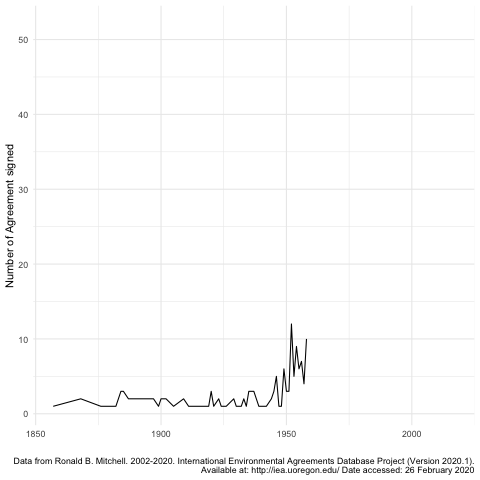 50
40
30
20
10
0
Number of Agreement signed
1850 1900 1950 2000
Data from Ronald B. Mitchell. 2002-2020. International Environmental Agreements Database Project (Version 2020.1).
Available at: http://iea.uoregon.edu/ Date accessed: 26 February 2020